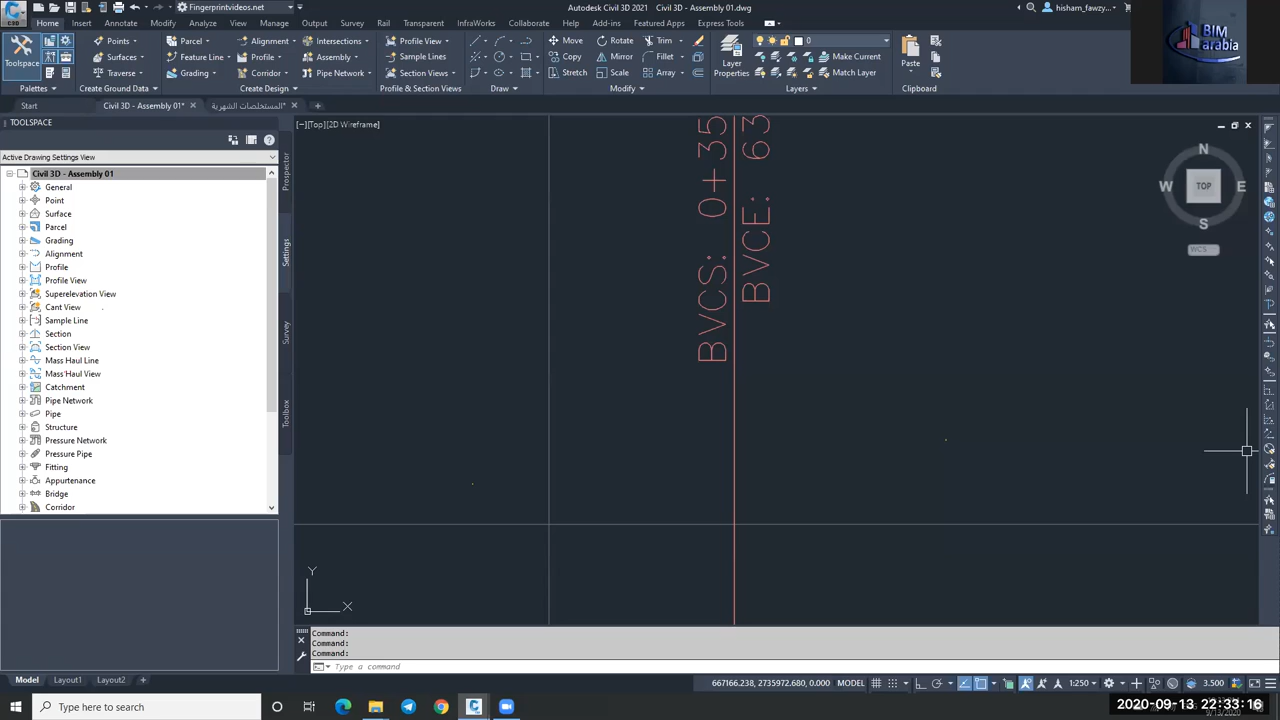 Fingerprintvideos.net
Autodesk Civil 3D 2021 Civil 3D - Assembly 01.dwg
hisham_fawzy...
Home Insert Annotate Modify Analyze View Manage Output Survey Rail Transparent InfraWorks Collaborate Help Add-ins Featured Apps Express Tools
Toolspace
Points
Surfaces
Traverse
Parcel
Feature Line
Grading
Alignment
Profile
Corridor
Intersections
Assembly
Pipe Network
Profile View
Sample Lines
Section Views
Move
Copy
Stretch
Rotate
Mirror
Scale
Trim
Fillet
Array
Layer
Properties
0
Make Current
Match Layer
Paste
BIM
arabia
Palettes Create Ground Data Create Design Profile & Section Views Draw Modify Layers Clipboard
Start Civil 3D - Assembly 01* المستخلصات الشهرية*
TOOLSPACE
[−][Top][2D Wireframe]
Active Drawing Settings View
Civil 3D - Assembly 01
General
Point
Surface
Parcel
Grading
Alignment
Profile
Profile View
Superelevation View
Cant View
Sample Line
Section
Section View
Mass Haul Line
Mass Haul View
Catchment
Pipe Network
Pipe
Structure
Pressure Network
Pressure Pipe
Fitting
Appurtenance
Bridge
Corridor
Prospector
Settings
Survey
Toolbox
BVCS: 0+35
BVCE: 63
N
W TOP E
S
WCS
Y
X
Command:
Command:
Command:
Type a command
Model Layout1 Layout2
667166.238, 2735972.680, 0.000 MODEL 1:250 3.500
Type here to search
2020-09-13 22:33:16